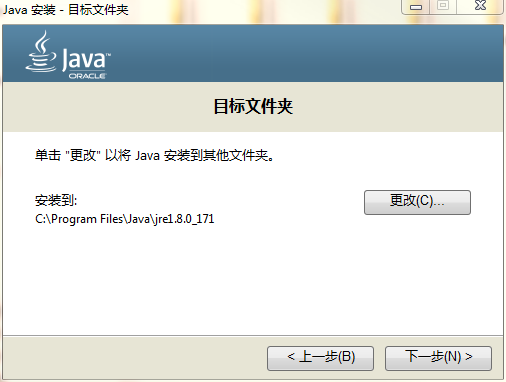 Java 安装 - 目标文件夹
Java™
ORACLE
目标文件夹
单击 "更改" 以将 Java 安装到其他文件夹。
安装到:
更改(C)...
C:\Program Files\Java\jre1.8.0_171
< 上一步(B)
下一步(N) >